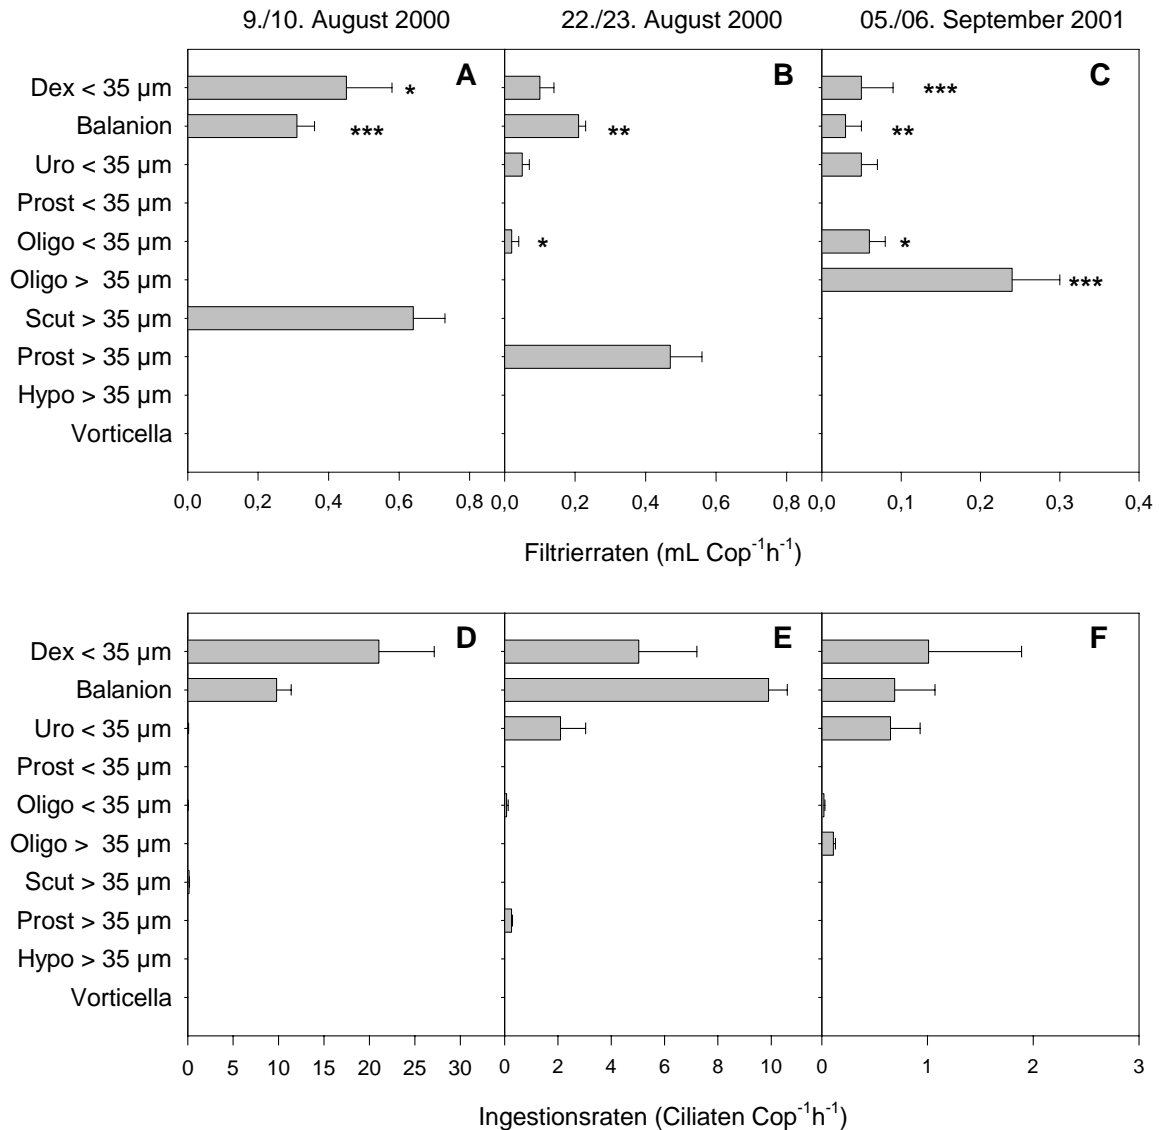 9./10. August 2000 22./23. August 2000 05./06. September 2001
A B C
Dex < 35 µm * ***
Balanion *** ** **
Uro < 35 µm
Prost < 35 µm
Oligo < 35 µm * *
Oligo > 35 µm ***
Scut > 35 µm
Prost > 35 µm
Hypo > 35 µm
Vorticella
0,0 0,2 0,4 0,6 0,8 0,0 0,2 0,4 0,6 0,8 0,0 0,1 0,2 0,3 0,4
Filtrierraten (mL Cop⁻¹h⁻¹)
D E F
Dex < 35 µm
Balanion
Uro < 35 µm
Prost < 35 µm
Oligo < 35 µm
Oligo > 35 µm
Scut > 35 µm
Prost > 35 µm
Hypo > 35 µm
Vorticella
0 5 10 15 20 25 30 0 2 4 6 8 10 0 1 2 3
Ingestionsraten (Ciliaten Cop⁻¹h⁻¹)